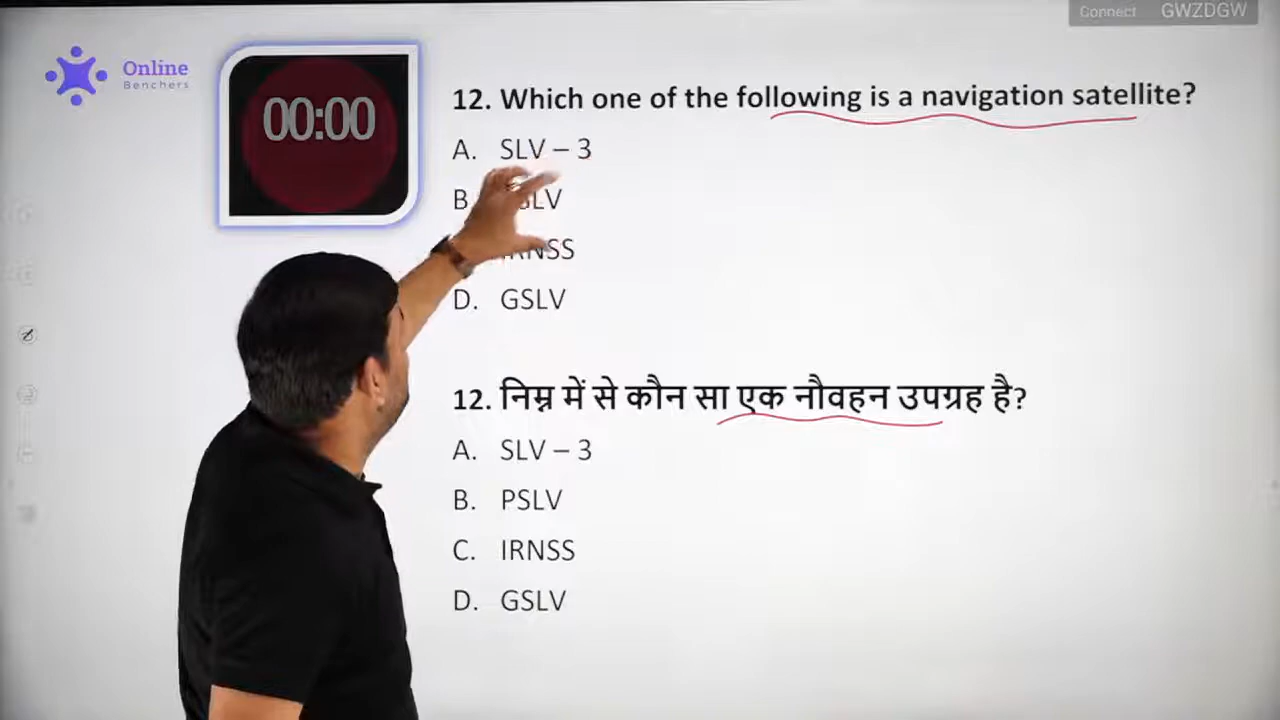 Connect GWZDGW
Online
Benchers
00:00
12. Which one of the following is a navigation satellite?
A. SLV – 3
B
D. GSLV
12. निम्न में से कौन सा एक नौवहन उपग्रह है?
A. SLV – 3
B. PSLV
C. IRNSS
D. GSLV